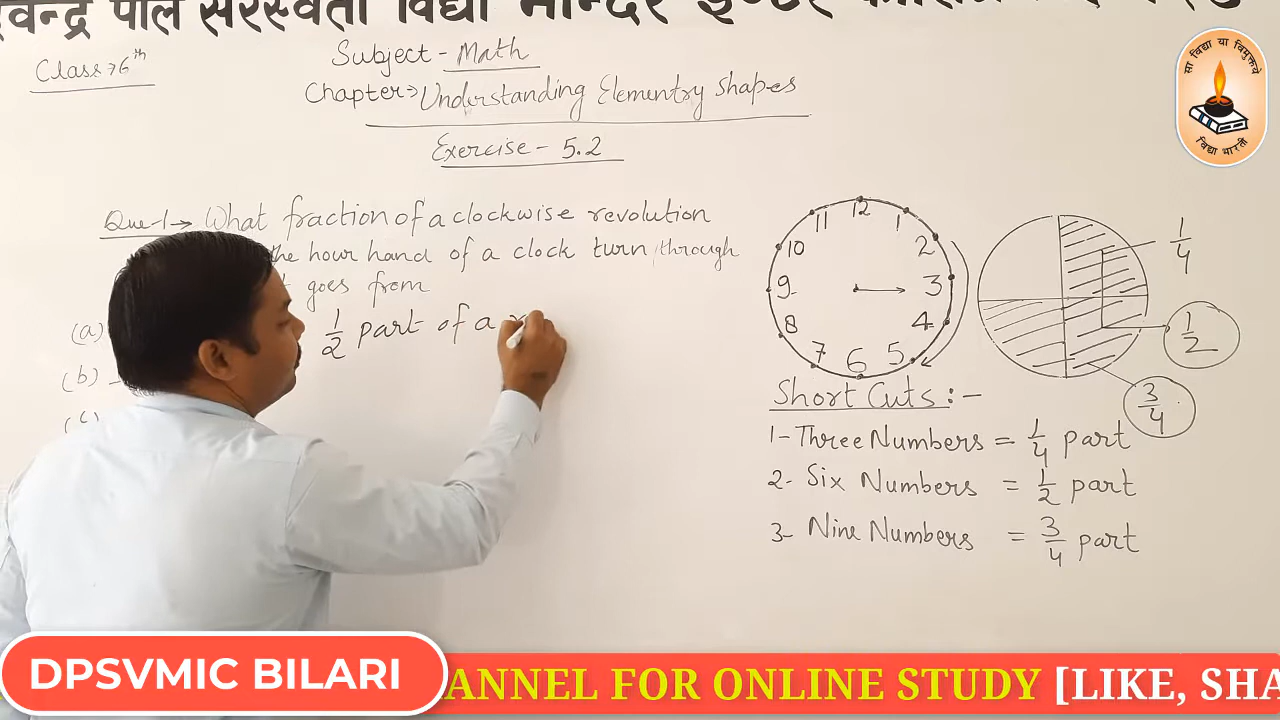 सरस्वती विद्या मन्दिर
Class → 6th
Subject - Math
Chapter → Understanding Elementry Shapes
Exercise - 5.2
Que-1 → What fraction of a clockwise revolution
the hour hand of a clock turn through
goes from
(a) 1/2 part of a
(b)
(c)
12
11 1
10 2
9 3
8 4
7 5
6
1/4
1/2
3/4
Short Cuts :-
1- Three Numbers = 1/4 part
2- Six Numbers = 1/2 part
3- Nine Numbers = 3/4 part
सा विद्या या विमुक्तये
विद्या भारती
DPSVMIC BILARI
ANNEL FOR ONLINE STUDY [LIKE, SHA